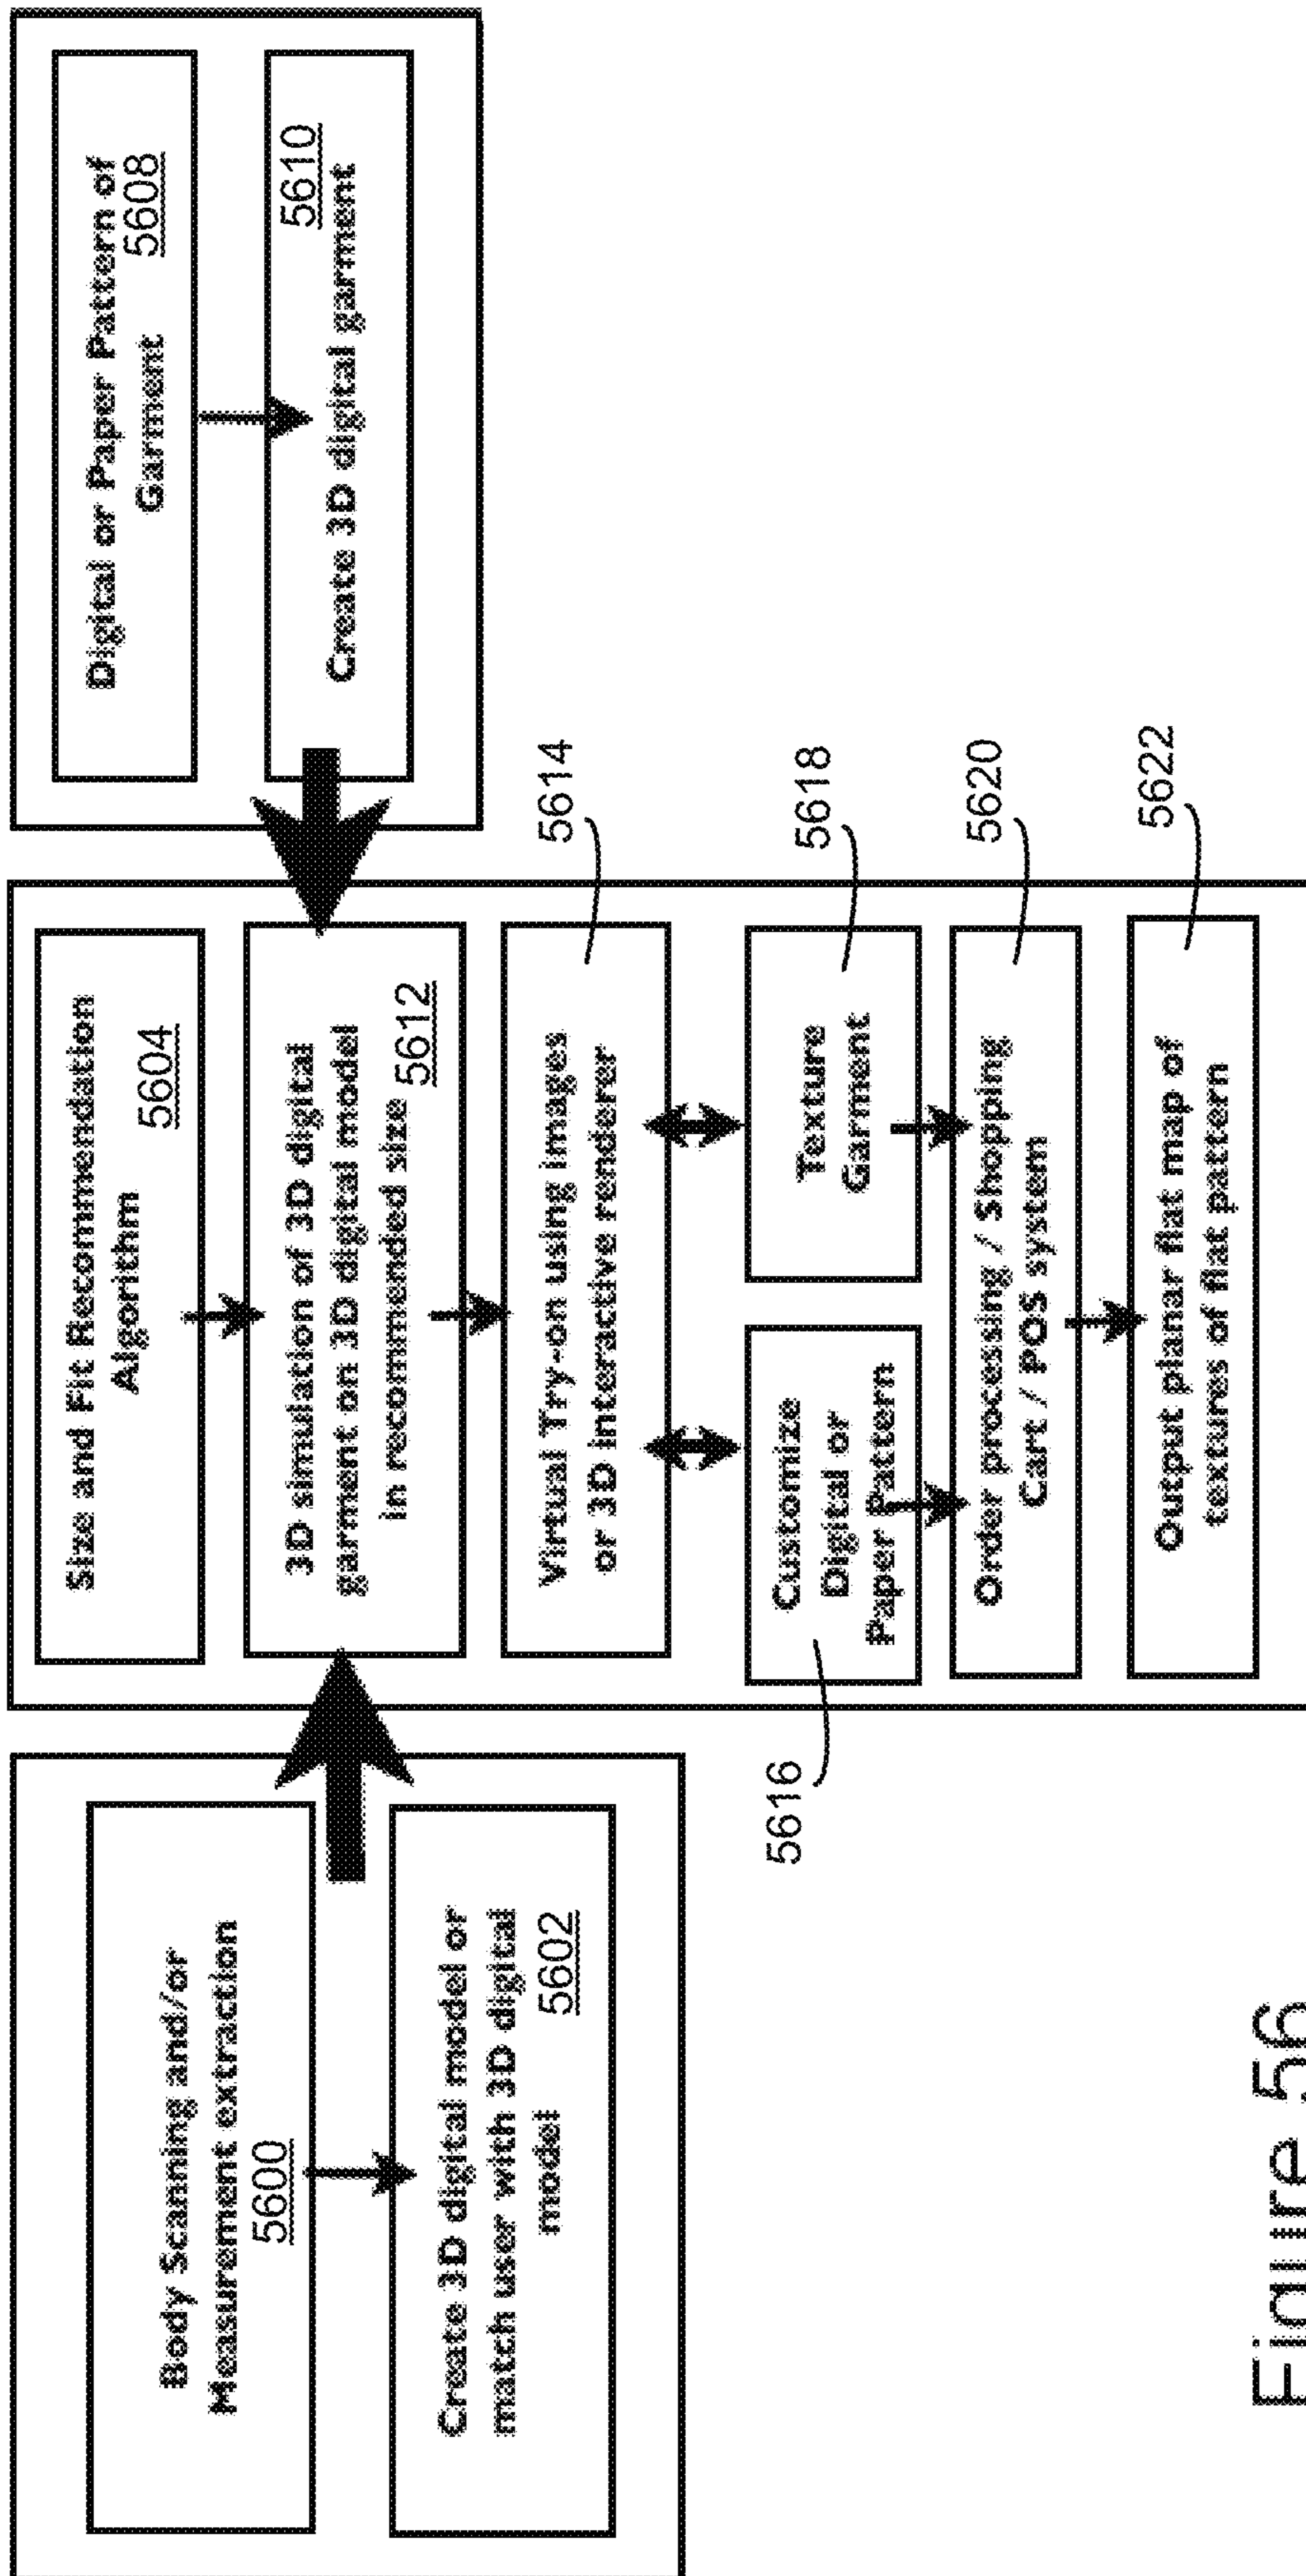 Body Scanning and/or
Measurement extraction
5600
Create 3D digital model or
match user with 3D digital
model
5602
Size and Fit Recommendation
Algorithm
5604
3D simulation of 3D digital
garment on 3D digital model
in recommended size
5612
Virtual Try-on using images
or 3D interactive renderer
5614
Customize
Digital or
Paper Pattern
5616
Texture
Garment
5618
Order processing / Shopping
Cart / POS system
5620
Output planar flat map of
textures of flat pattern
5622
Digital or Paper Pattern of
Garment
5608
5610
Create 3D digital garment
Figure 56